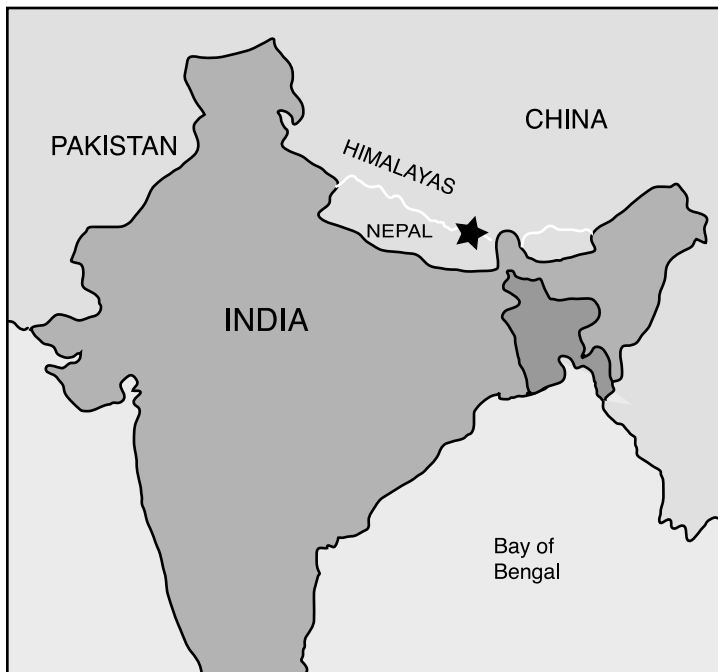 CHINA
PAKISTAN
HIMALAYAS
NEPAL
INDIA
Bay of
Bengal